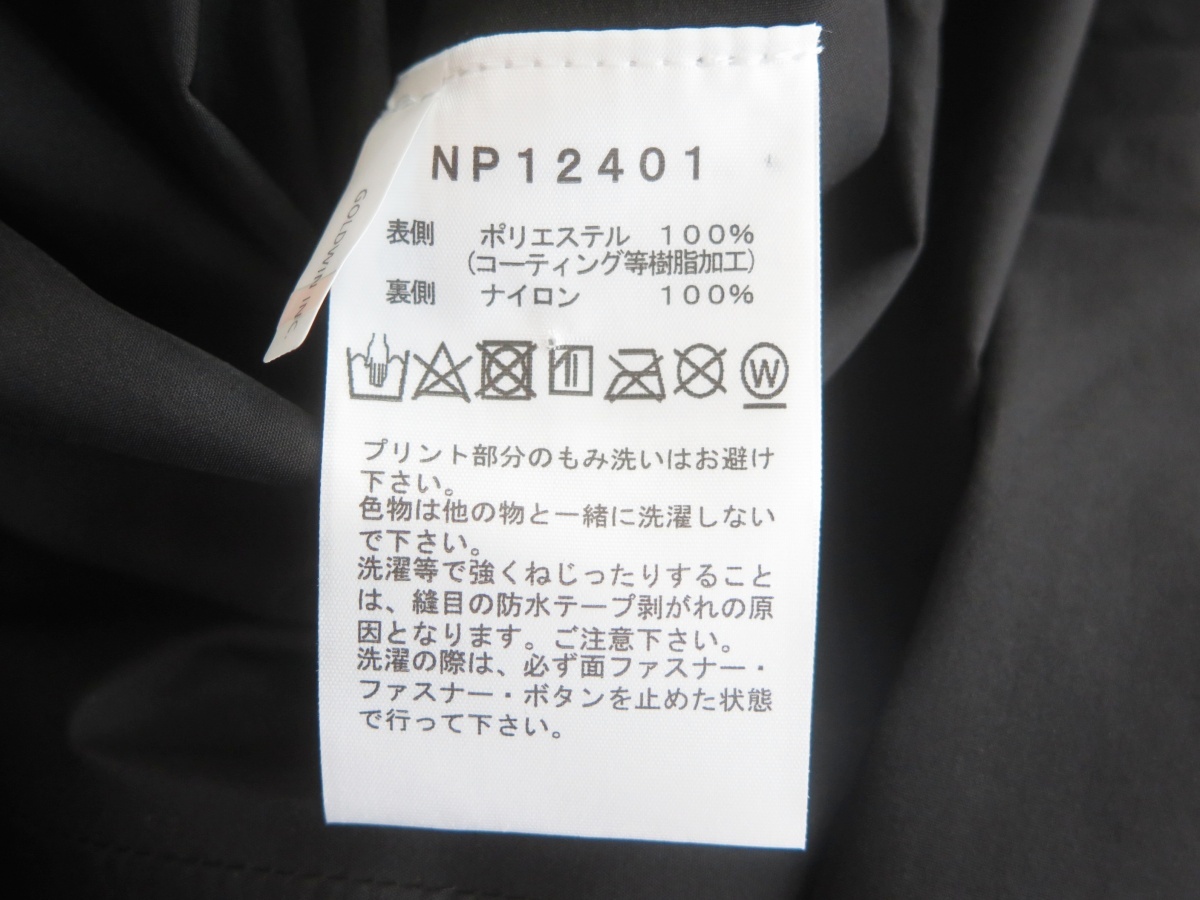 NP12401
表側 ポリエステル 100%
(コーティング等樹脂加工)
裏側 ナイロン 100%
W
プリント部分のもみ洗いはお避け
下さい。
色物は他の物と一緒に洗濯しない
で下さい。
洗濯等で強くねじったりすること
は、縫目の防水テープ剥がれの原
因となります。ご注意下さい。
洗濯の際は、必ず面ファスナー・
ファスナー・ボタンを止めた状態
で行って下さい。
GOLDWIN INC.